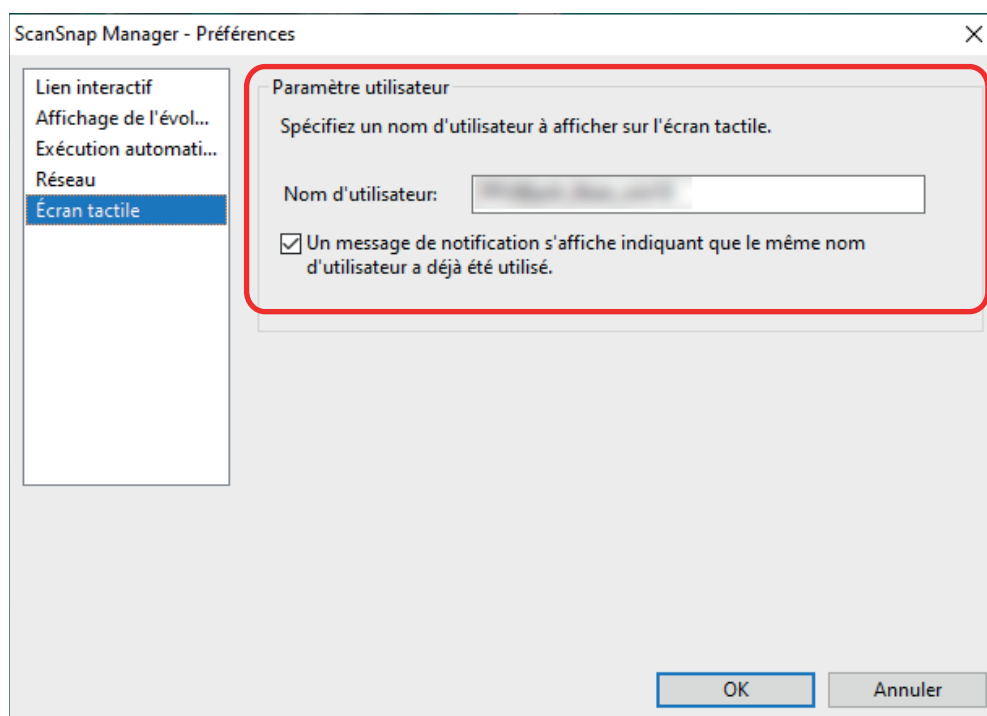 ScanSnap Manager - Préférences
Lien interactif
Affichage de l'évol...
Exécution automati...
Réseau
Écran tactile
Paramètre utilisateur
Spécifiez un nom d'utilisateur à afficher sur l'écran tactile.
Nom d'utilisateur:
Un message de notification s'affiche indiquant que le même nom
d'utilisateur a déjà été utilisé.
OK
Annuler